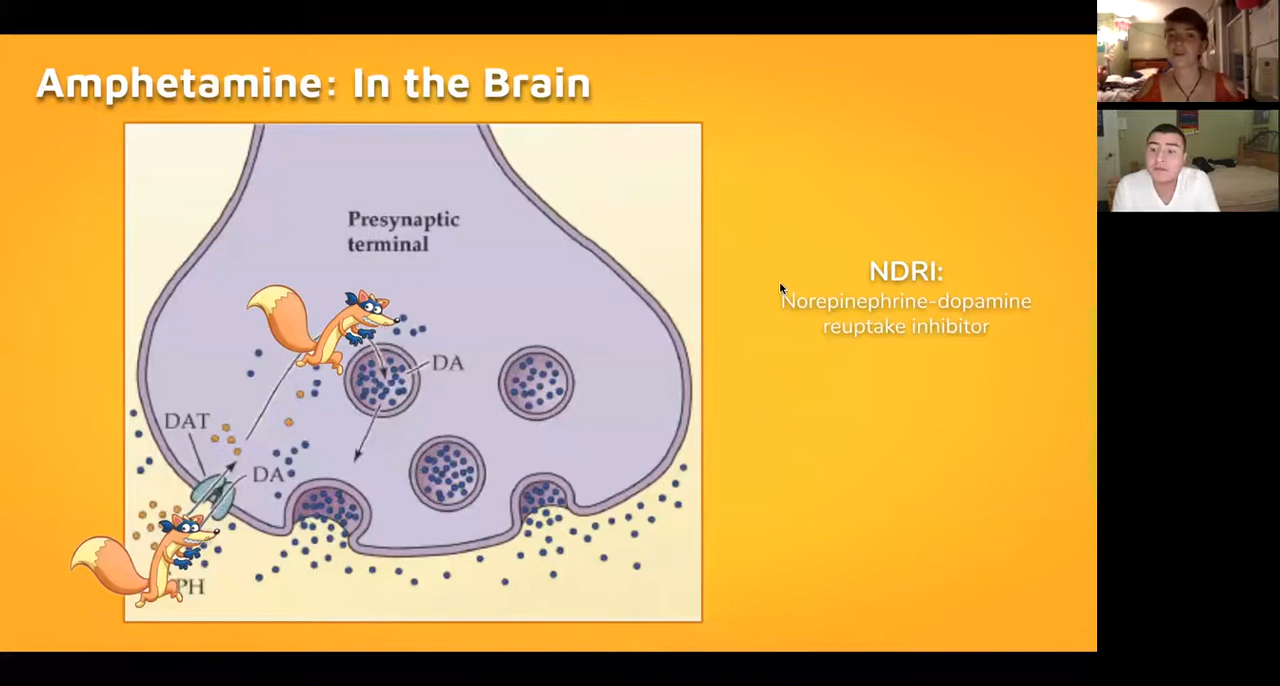 Amphetamine: In the Brain
Presynaptic
terminal
NDRI:
Norepinephrine-dopamine
reuptake inhibitor
DA
DAT
DA
PH